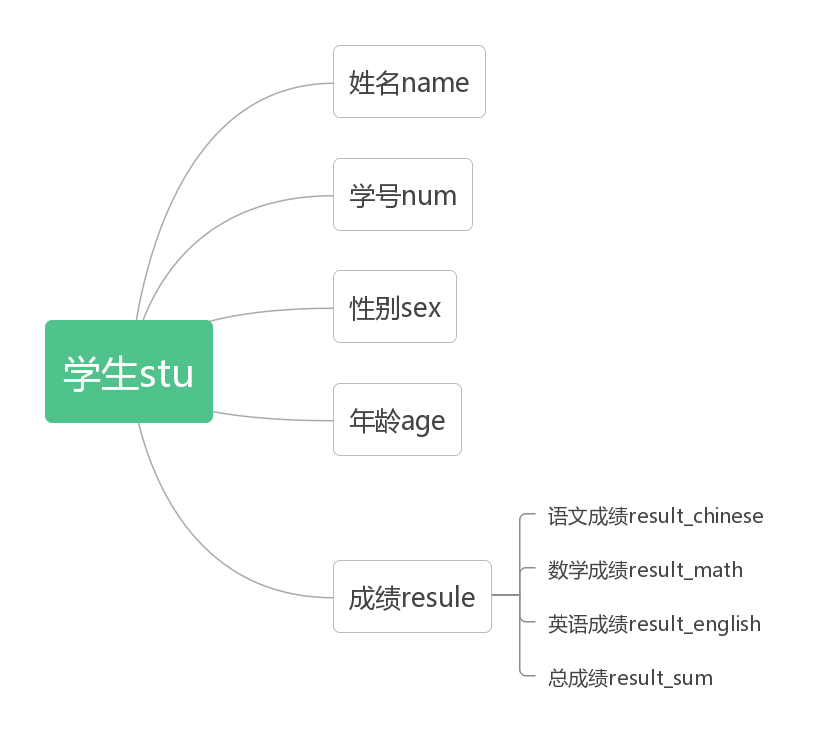 姓名name
学号num
性别sex
学生stu
年龄age
成绩resule
语文成绩result_chinese
数学成绩result_math
英语成绩result_english
总成绩result_sum